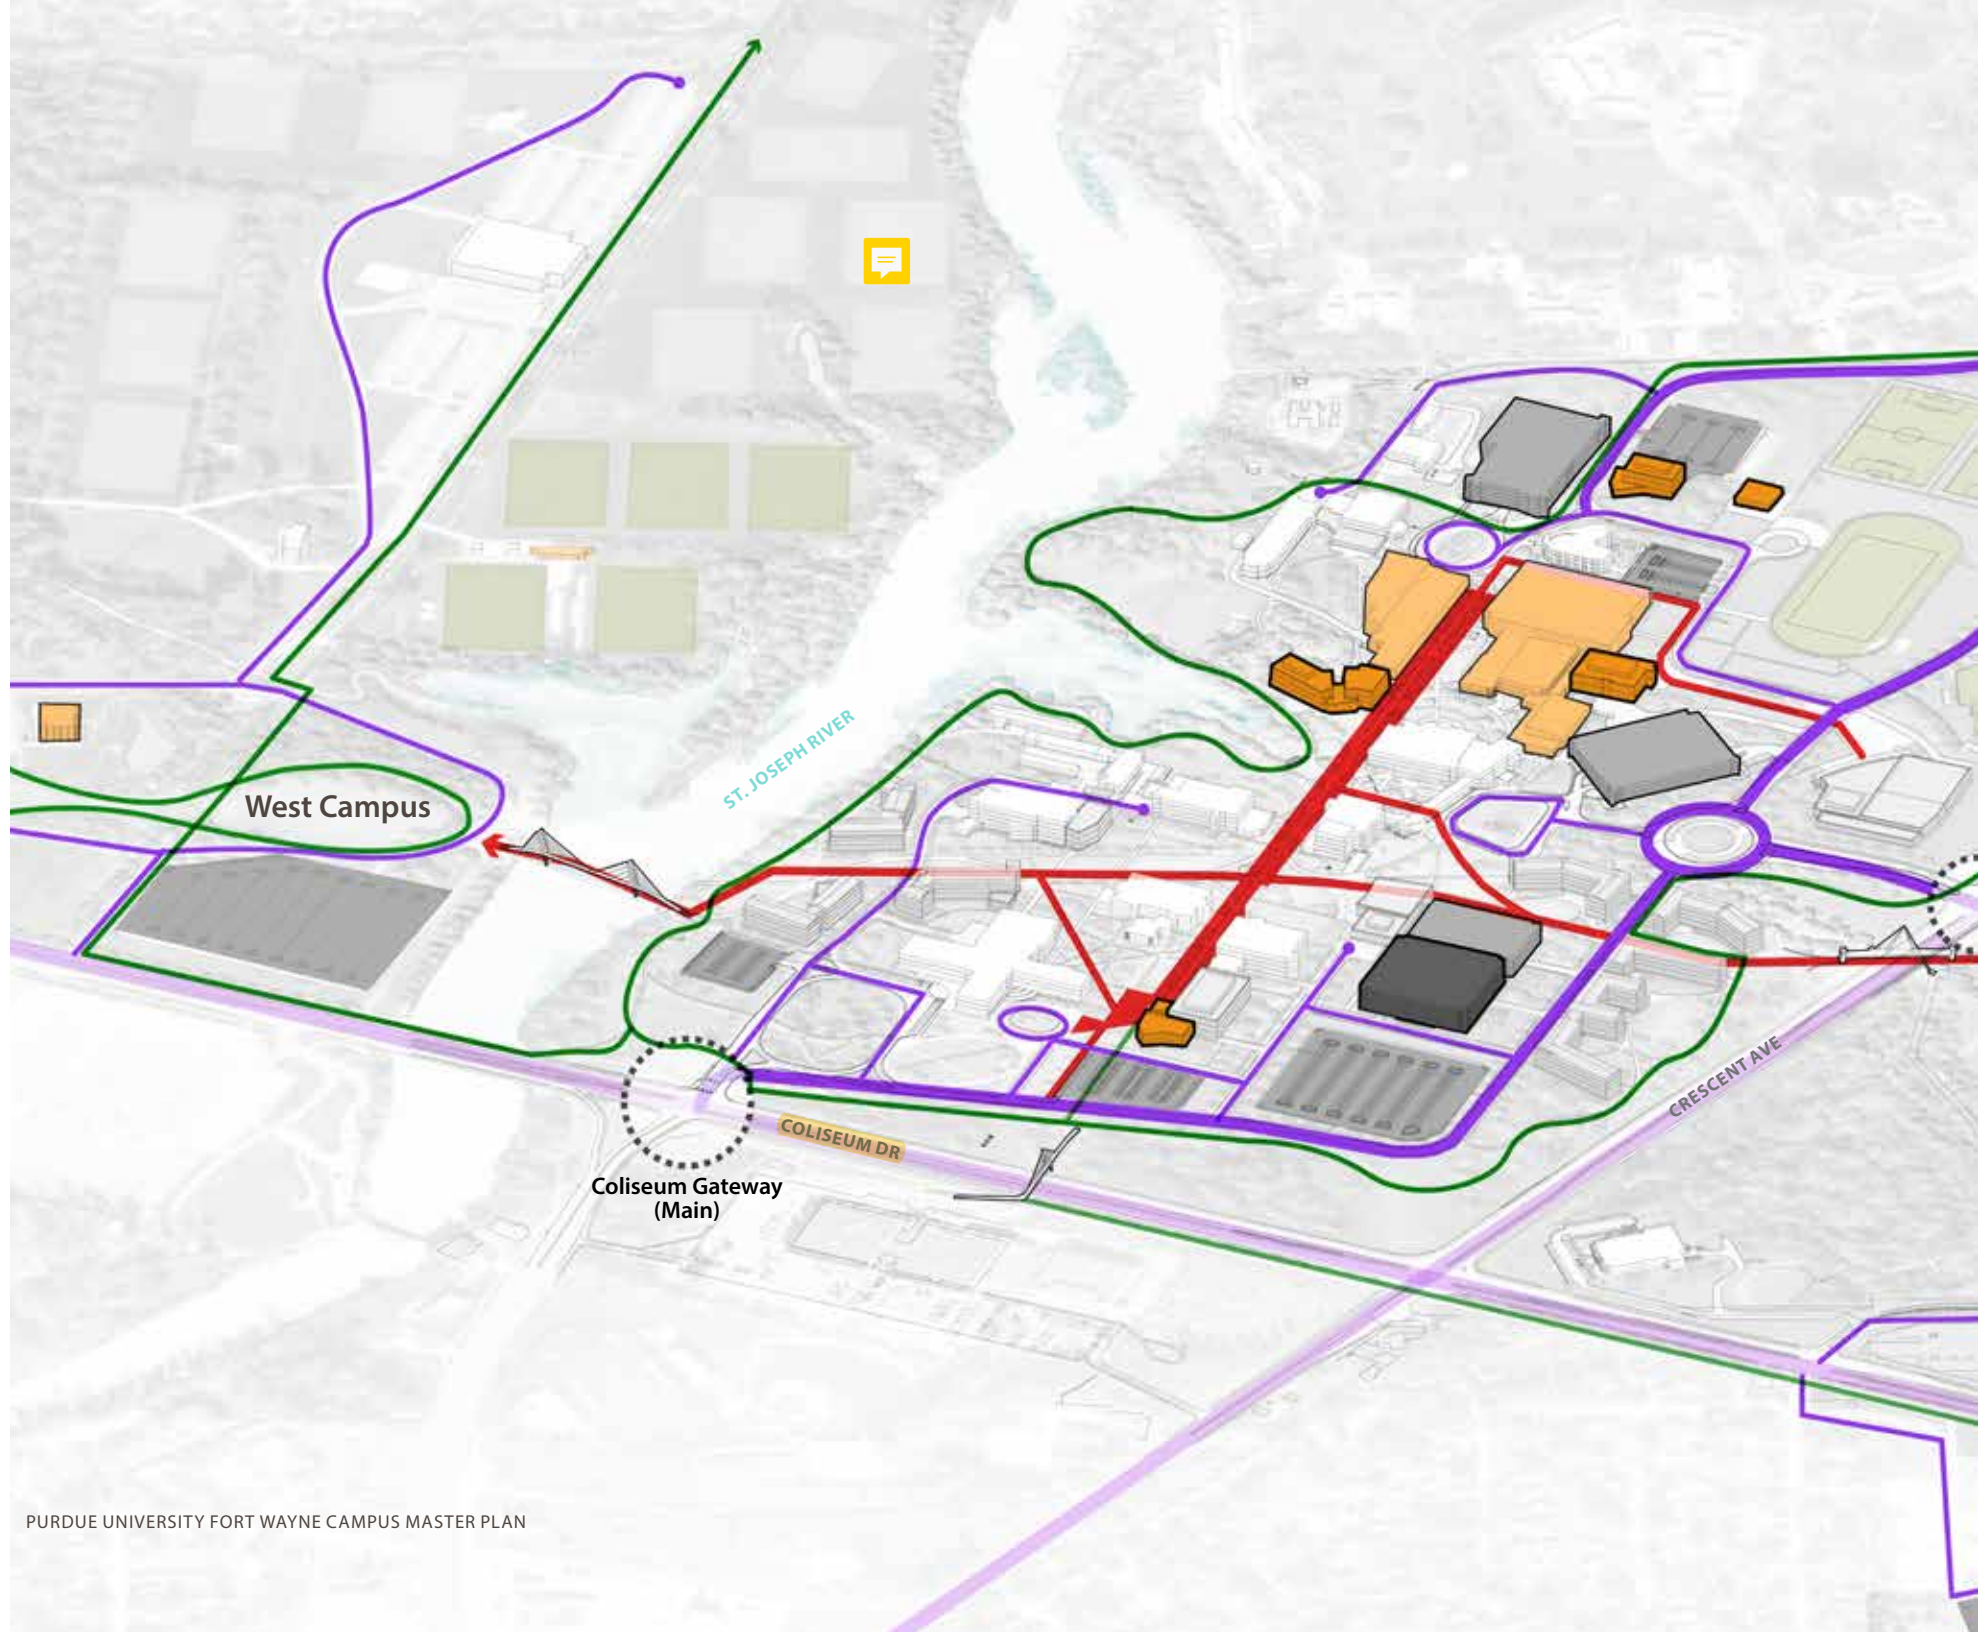 ST. JOSEPH RIVER
West Campus
CRESCENT AVE
COLISEUM DR
Coliseum Gateway
(Main)
PURDUE UNIVERSITY FORT WAYNE CAMPUS MASTER PLAN